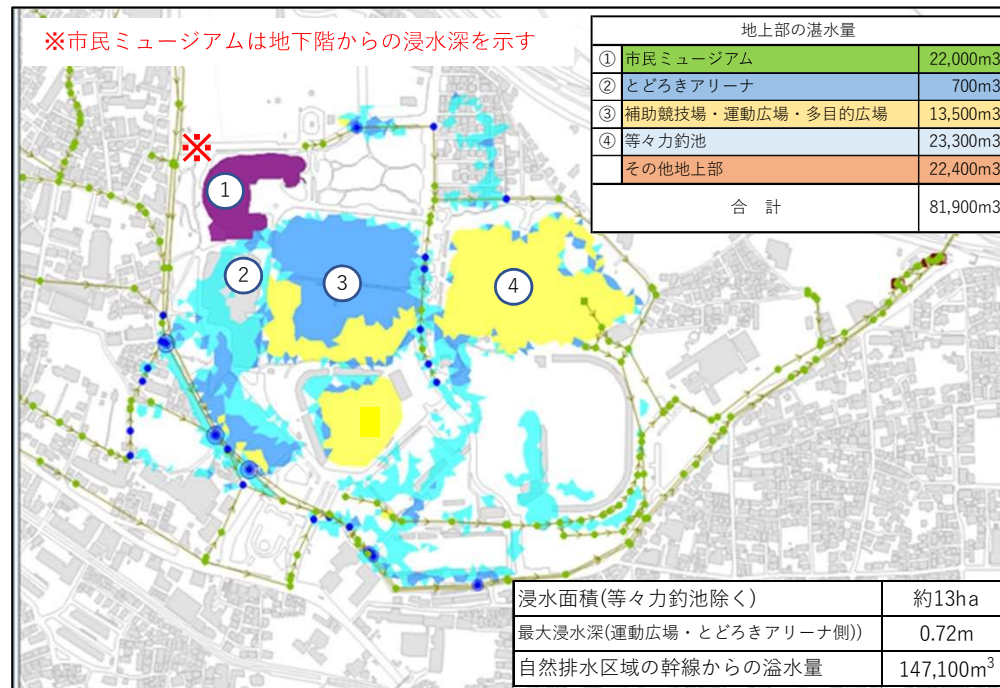 ※市民ミュージアムは地下階からの浸水深を示す
地上部の湛水量
① 市民ミュージアム 22,000m3
② とどろきアリーナ 700m3
③ 補助競技場・運動広場・多目的広場 13,500m3
④ 等々力釣池 23,300m3
その他地上部 22,400m3
合 計 81,900m3
※
1
2
3
4
浸水面積(等々力釣池除く) 約13ha
最大浸水深(運動広場・とどろきアリーナ側)) 0.72m
自然排水区域の幹線からの溢水量 147,100m³